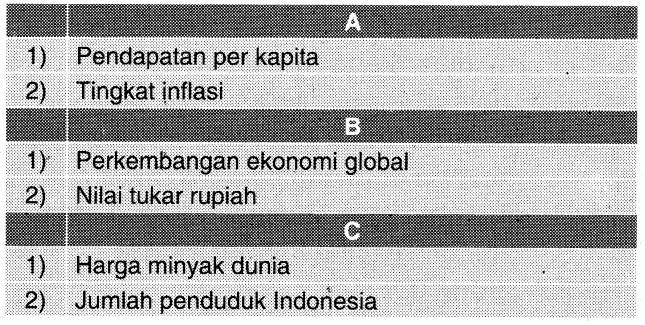 A
1) Pendapatan per kapita
2) Tingkat inflasi
B
1) Perkembangan ekonomi global
2) Nilai tukar rupiah
C
1) Harga minyak dunia
2) Jumlah penduduk Indonesia